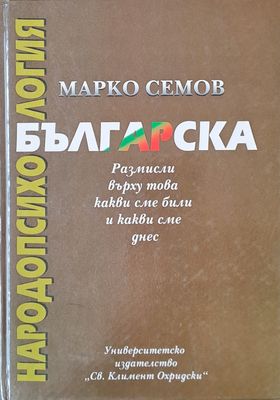 МАРКО СЕМОВ
БЪЛГАРСКА
НАРОДОПСИХОЛОГИЯ
Размисли
върху това
какви сме били
и какви сме
днес
Университетско
издателство
„Св. Климент Охридски"